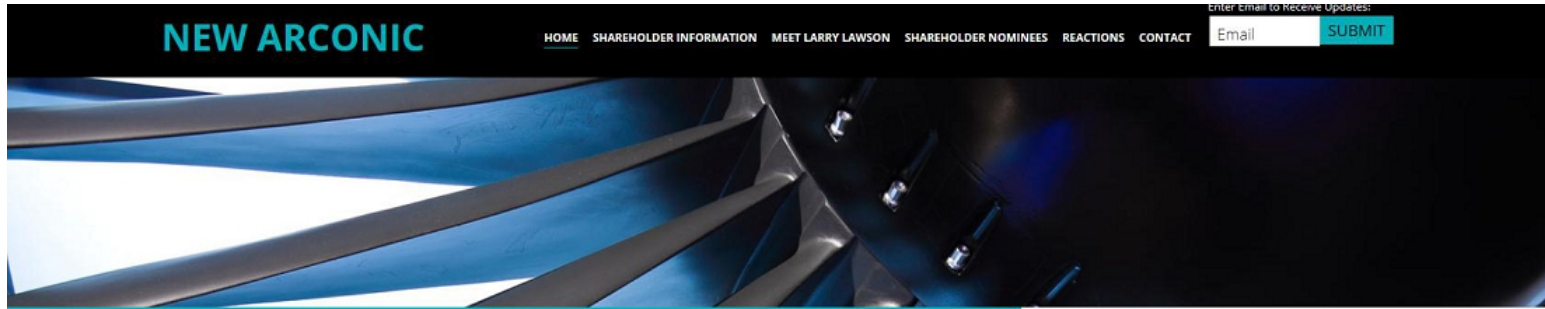 Enter Email to Receive Updates:
NEW ARCONIC
HOME SHAREHOLDER INFORMATION MEET LARRY LAWSON SHAREHOLDER NOMINEES REACTIONS CONTACT
Email SUBMIT